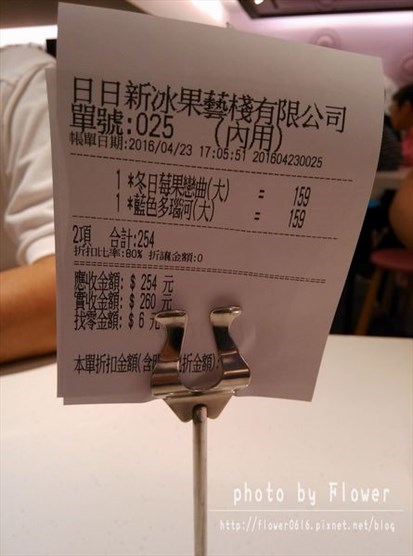 日日新冰果藝棧有限公司
單號:025 (內用)
帳單日期:2016/04/23 17:05:51 201604230025
1 *冬日莓果戀曲(大) = 159
1 *藍色多瑙河(大) = 159
2項 合計:254
折扣比率:80% 折讓金額:0
應收金額: $ 254 元
實收金額: $ 260 元
找零金額: $ 6 元
本單折扣金額(含 折金額)
photo by Flower
http://flower0616.pixnet.net/blog